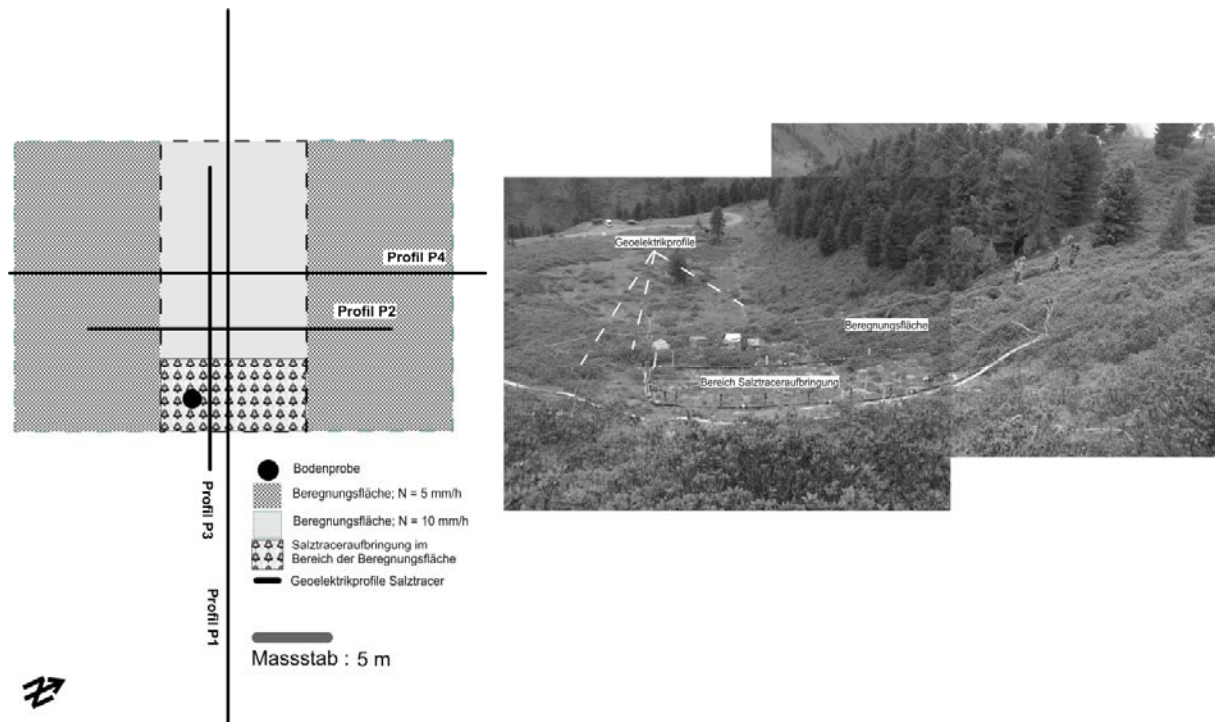 Profil P4
Profil P2
Profil P3
Profil P1
Bodenprobe
Beregnungsfläche; N = 5 mm/h
Beregnungsfläche; N = 10 mm/h
Salztraceraufbringung im
Bereich der Beregnungsfläche
Geoelektrikprofile Salztracer
Massstab : 5 m
N
Geoelektrikprofile
Beregnungsfläche
Bereich Salztraceraufbringung